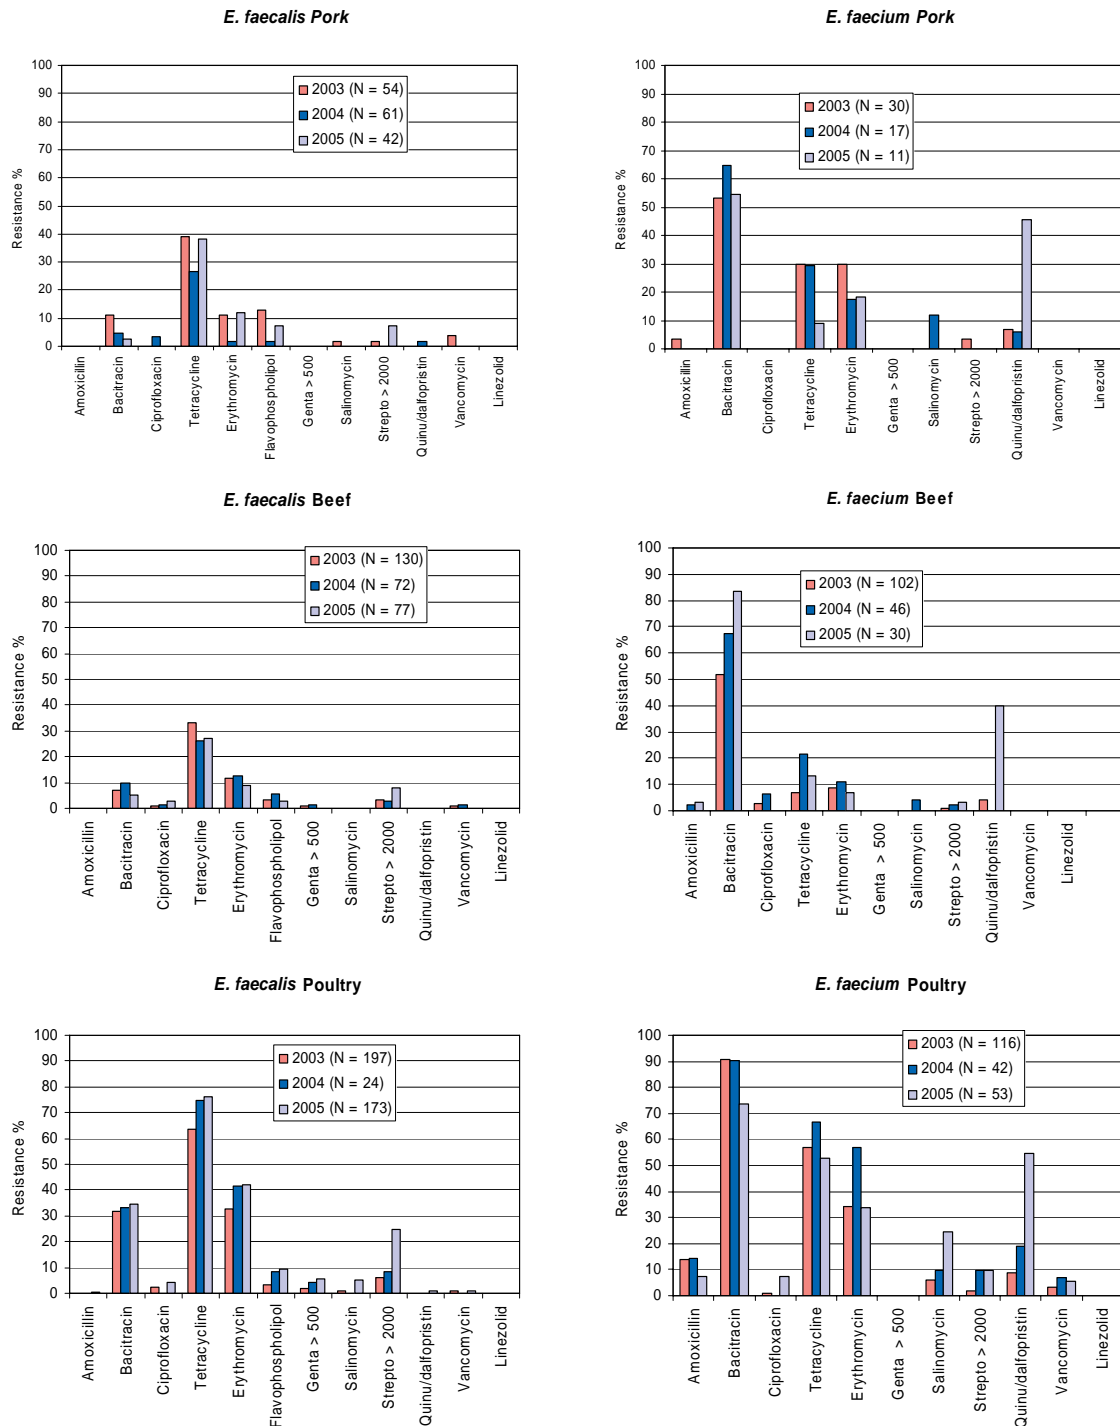 E. faecalis Pork
Resistance %
100
90
80
70
60
50
40
30
20
10
0
2003 (N = 54)
2004 (N = 61)
2005 (N = 42)
Amoxicillin
Bacitracin
Ciprofloxacin
Tetracycline
Erythromycin
Flavophospholipol
Genta > 500
Salinomycin
Strepto > 2000
Quinu/dalfopristin
Vancomycin
Linezolid
E. faecium Pork
Resistance %
100
90
80
70
60
50
40
30
20
10
0
2003 (N = 30)
2004 (N = 17)
2005 (N = 11)
Amoxicillin
Bacitracin
Ciprofloxacin
Tetracycline
Erythromycin
Genta > 500
Salinomycin
Strepto > 2000
Quinu/dalfopristin
Vancomycin
Linezolid
E. faecalis Beef
Resistance %
100
90
80
70
60
50
40
30
20
10
0
2003 (N = 130)
2004 (N = 72)
2005 (N = 77)
Amoxicillin
Bacitracin
Ciprofloxacin
Tetracycline
Erythromycin
Flavophospholipol
Genta > 500
Salinomycin
Strepto > 2000
Quinu/dalfopristin
Vancomycin
Linezolid
E. faecium Beef
Resistance %
100
90
80
70
60
50
40
30
20
10
0
2003 (N = 102)
2004 (N = 46)
2005 (N = 30)
Amoxicillin
Bacitracin
Ciprofloxacin
Tetracycline
Erythromycin
Genta > 500
Salinomycin
Strepto > 2000
Quinu/dalfopristin
Vancomycin
Linezolid
E. faecalis Poultry
Resistance %
100
90
80
70
60
50
40
30
20
10
0
2003 (N = 197)
2004 (N = 24)
2005 (N = 173)
Amoxicillin
Bacitracin
Ciprofloxacin
Tetracycline
Erythromycin
Flavophospholipol
Genta > 500
Salinomycin
Strepto > 2000
Quinu/dalfopristin
Vancomycin
Linezolid
E. faecium Poultry
Resistance %
100
90
80
70
60
50
40
30
20
10
0
2003 (N = 116)
2004 (N = 42)
2005 (N = 53)
Amoxicillin
Bacitracin
Ciprofloxacin
Tetracycline
Erythromycin
Genta > 500
Salinomycin
Strepto > 2000
Quinu/dalfopristin
Vancomycin
Linezolid